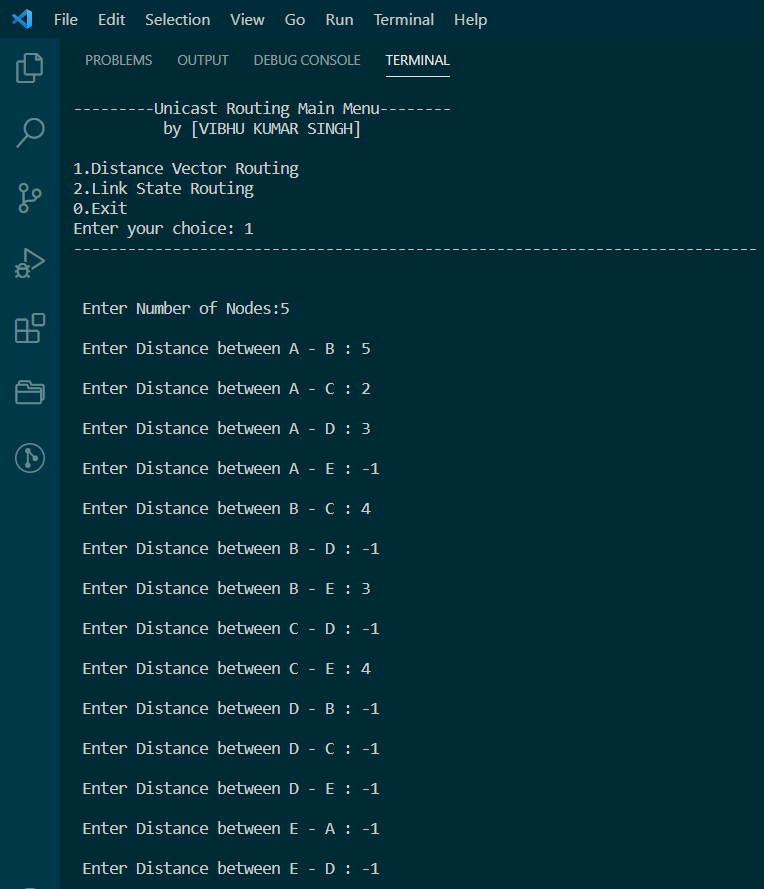 File Edit Selection View Go Run Terminal Help
PROBLEMS OUTPUT DEBUG CONSOLE TERMINAL
---------Unicast Routing Main Menu--------
by [VIBHU KUMAR SINGH]
1.Distance Vector Routing
2.Link State Routing
0.Exit
Enter your choice: 1
----------------------------------------------------------------------------
Enter Number of Nodes:5
Enter Distance between A - B : 5
Enter Distance between A - C : 2
Enter Distance between A - D : 3
Enter Distance between A - E : -1
Enter Distance between B - C : 4
Enter Distance between B - D : -1
Enter Distance between B - E : 3
Enter Distance between C - D : -1
Enter Distance between C - E : 4
Enter Distance between D - B : -1
Enter Distance between D - C : -1
Enter Distance between D - E : -1
Enter Distance between E - A : -1
Enter Distance between E - D : -1